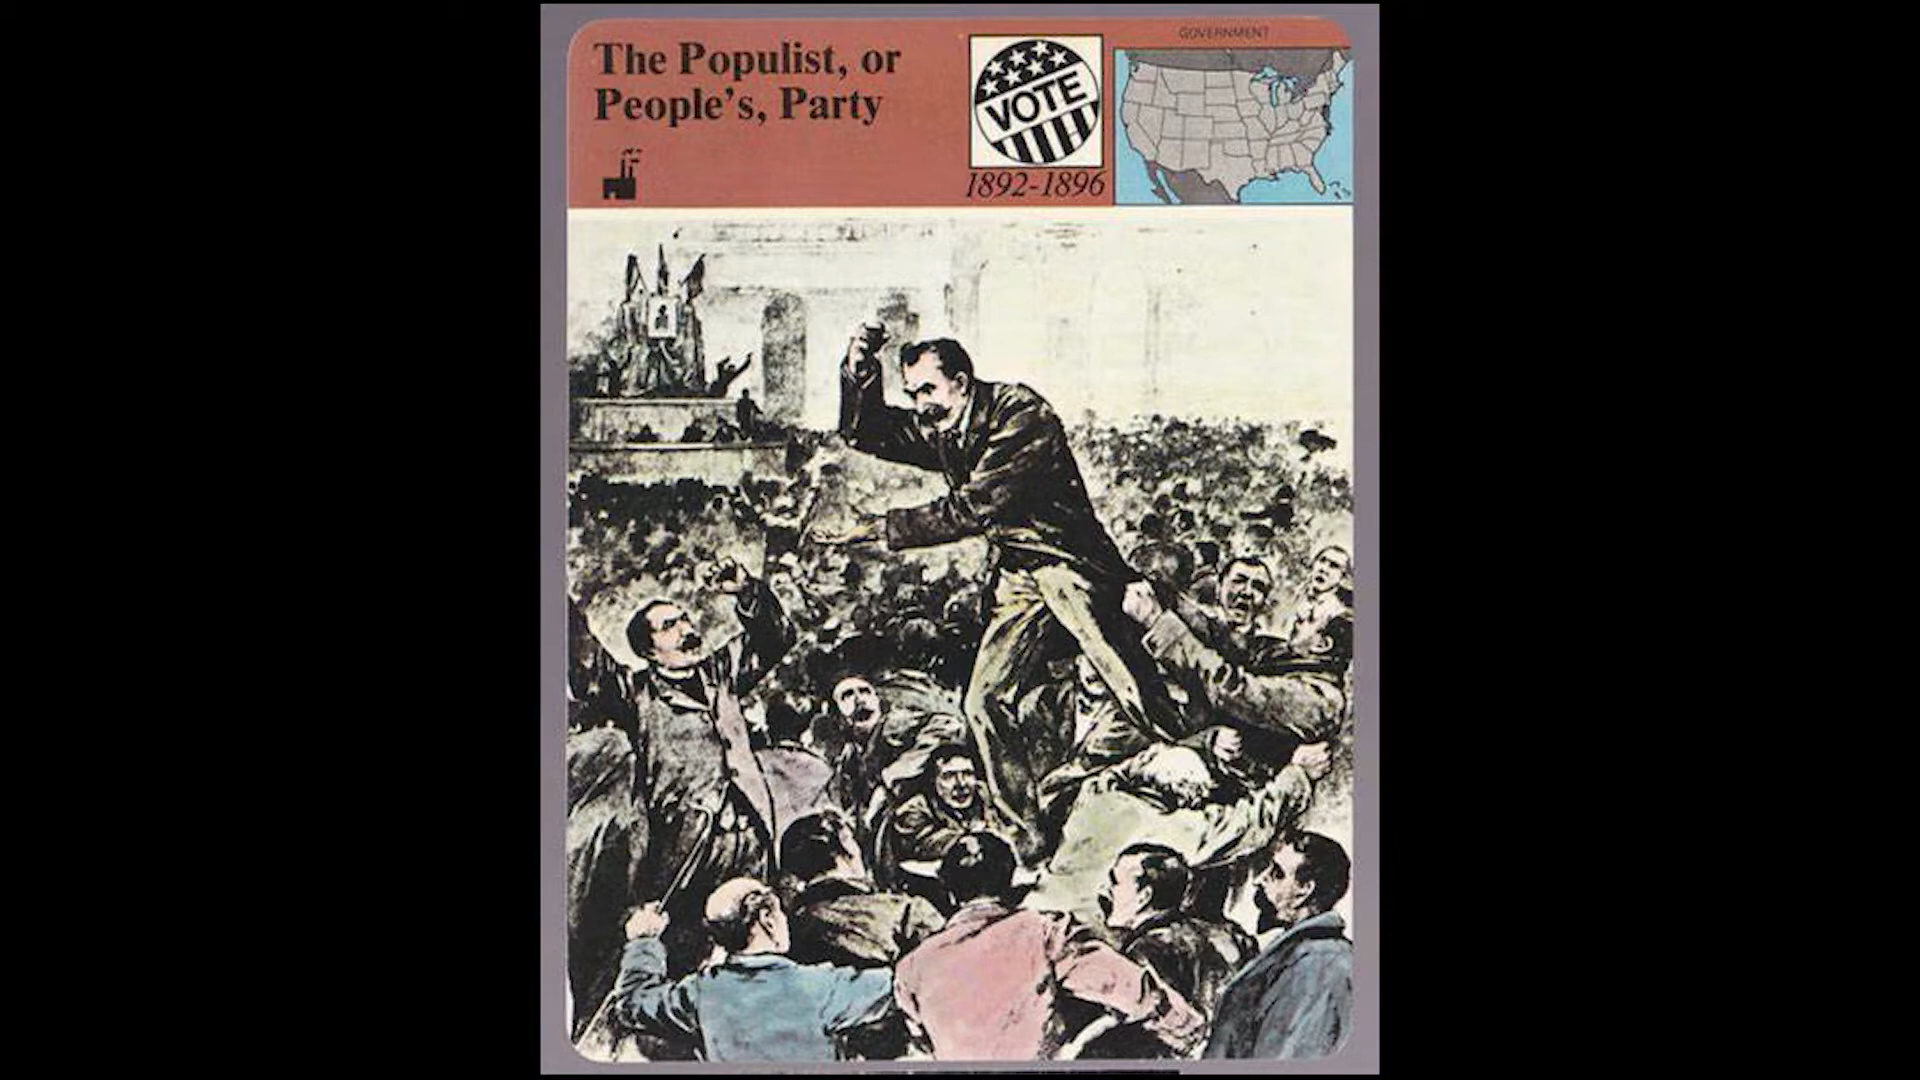 The Populist, or
People's, Party
VOTE
1892-1896
GOVERNMENT